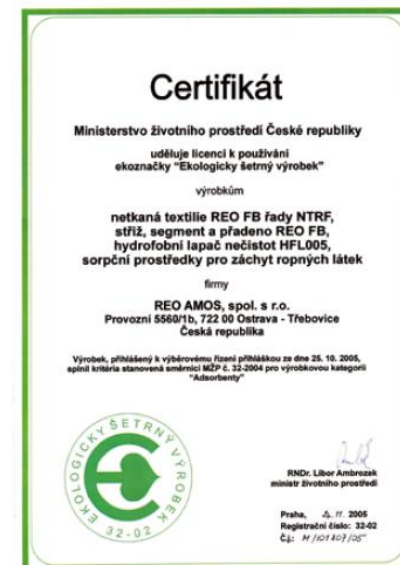 Certifikát
Ministerstvo životního prostředí České republiky
uděluje licenci k používání
ekoznačky "Ekologicky šetrný výrobek"
výrobkům
netkaná textilie REO FB řady NTRF,
střiž, segment a přadeno REO FB,
hydrofobní lapač nečistot HFL005,
sorpční prostředky pro záchyt ropných látek
firmy
REO AMOS, spol. s r.o.
Provozní 5560/1b, 722 00 Ostrava - Třebovice
Česká republika
Výrobek, přihlášený k výběrovému řízení přihláškou ze dne 25. 10. 2005,
splnil kritéria stanovená směrnicí MŽP č. 32-2004 pro výrobkovou kategorii
"Adsorbenty"
EKOLOGICKY ŠETRNÝ VÝROBEK
32-02
RNDr. Libor Ambrozek
ministr životního prostředí
Praha, 11. 2005
Registrační číslo: 32-02
Č.j.: